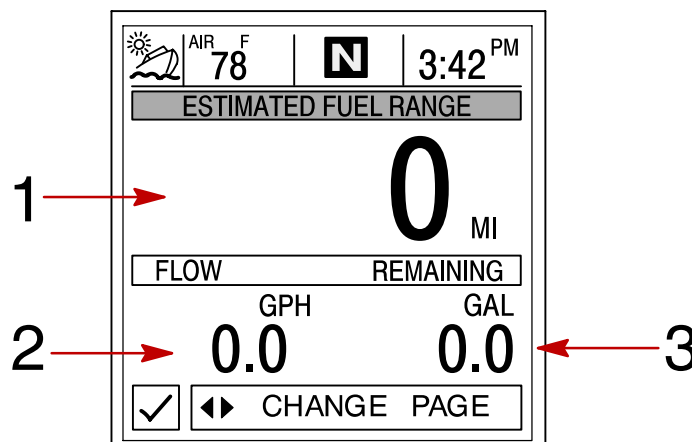 AIR 78 F N 3:42 PM
ESTIMATED FUEL RANGE
1 0 MI
FLOW REMAINING
GPH GAL
2 0.0 0.0 3
CHANGE PAGE